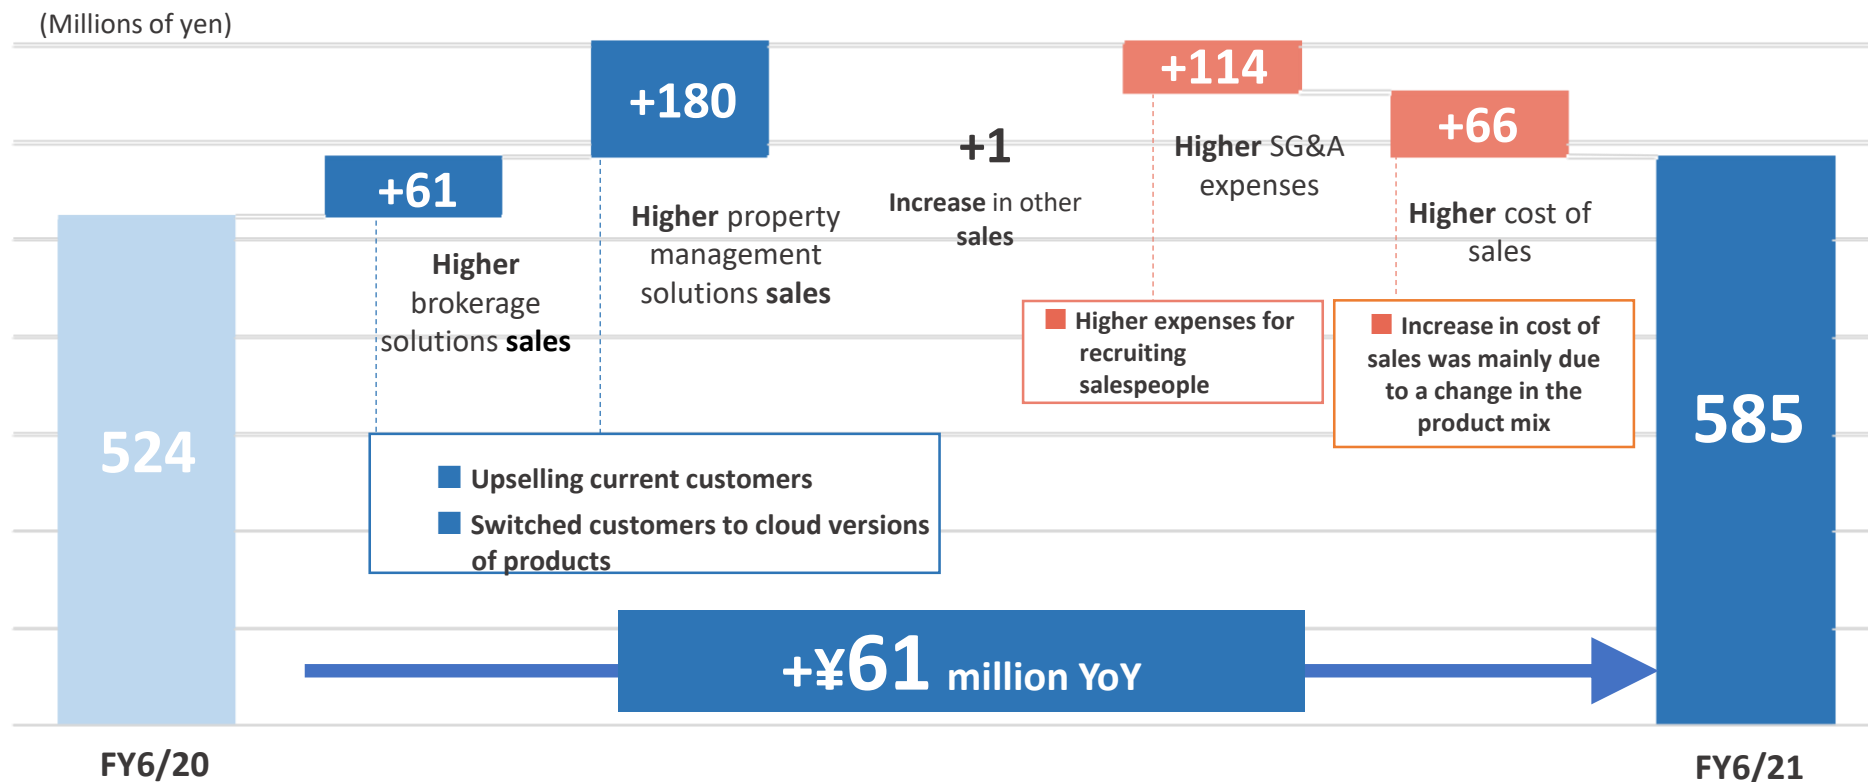 (Millions of yen)
+61
Higher
brokerage
solutions sales
+180
Higher property
management
solutions sales
+1
Increase in other
sales
+114
Higher SG&A
expenses
+66
Higher cost of
sales
■ Higher expenses for
recruiting
salespeople
■ Increase in cost of
sales was mainly due
to a change in the
product mix
524
585
■ Upselling current customers
■ Switched customers to cloud versions
of products
+¥61 million YoY
FY6/20
FY6/21